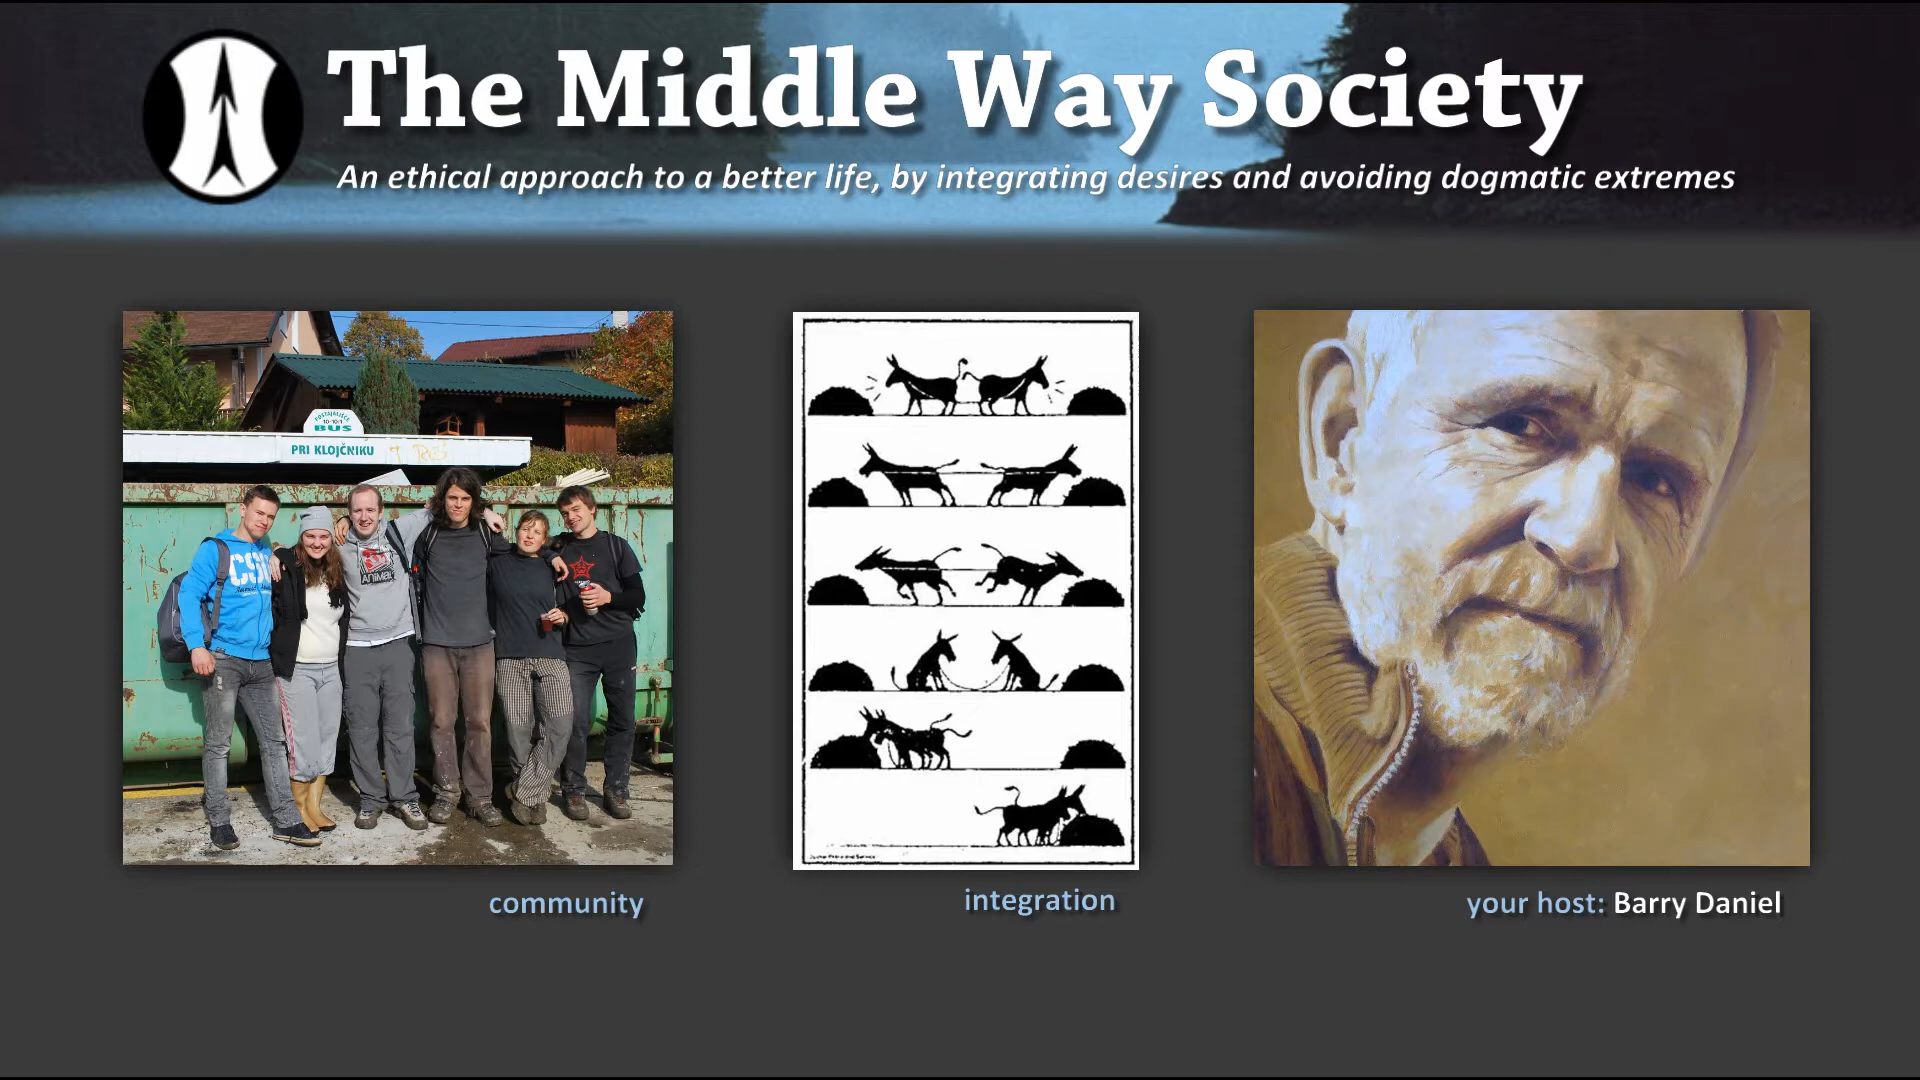 The Middle Way Society
An ethical approach to a better life, by integrating desires and avoiding dogmatic extremes
BUS
PRI KLOJČNIKU
ANIMAL
community
integration
your host: Barry Daniel